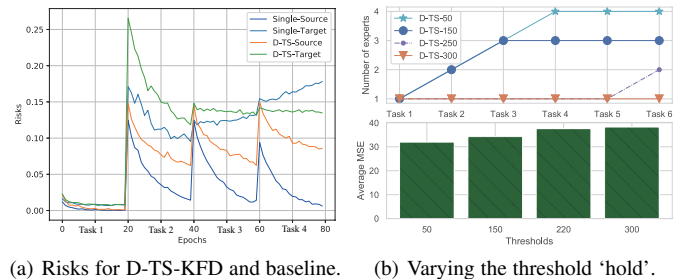 Single-Source
Single-Target
D-TS-Source
D-TS-Target
0.25
0.20
0.15
0.10
0.05
0.00
Risks
0 20 40 60 80
Task 1 Task 2 Task 3 Task 4
Epochs
(a) Risks for D-TS-KFD and baseline.
Number of experts
4
3
2
1
D-TS-50
D-TS-150
D-TS-250
D-TS-300
Task 1 Task 2 Task 3 Task 4 Task 5 Task 6
Average MSE
40
30
20
10
0
50 150 220 300
Thresholds
(b) Varying the threshold ‘hold’.